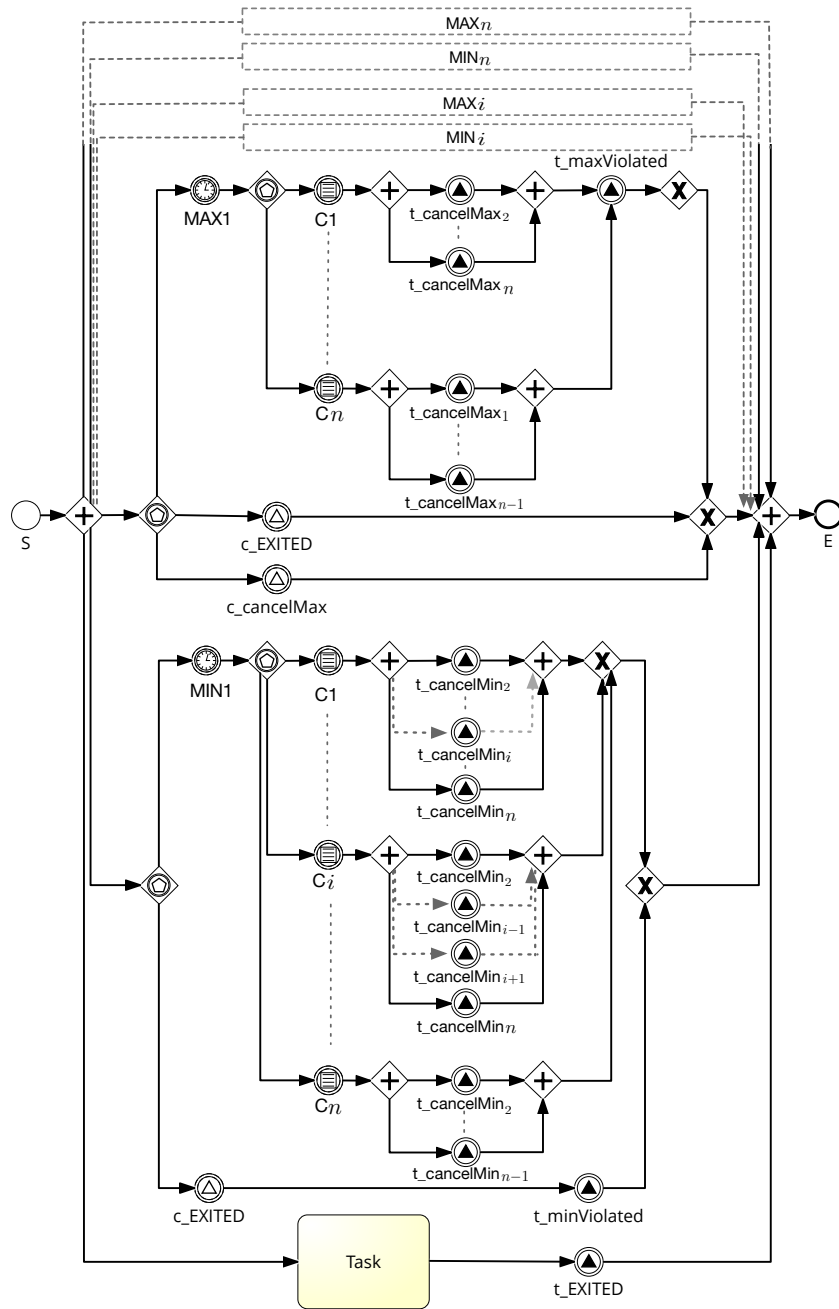 MAXn
MINn
MAXi
MINi
t_maxViolated
MAX1
C1
t_cancelMax2
t_cancelMaxn
Cn
t_cancelMax1
t_cancelMaxn−1
S
c_EXITED
E
c_cancelMax
MIN1
C1
t_cancelMin2
t_cancelMini
t_cancelMinn
Ci
t_cancelMin2
t_cancelMini−1
t_cancelMini+1
t_cancelMinn
Cn
t_cancelMin2
t_cancelMinn−1
c_EXITED
t_minViolated
Task
t_EXITED